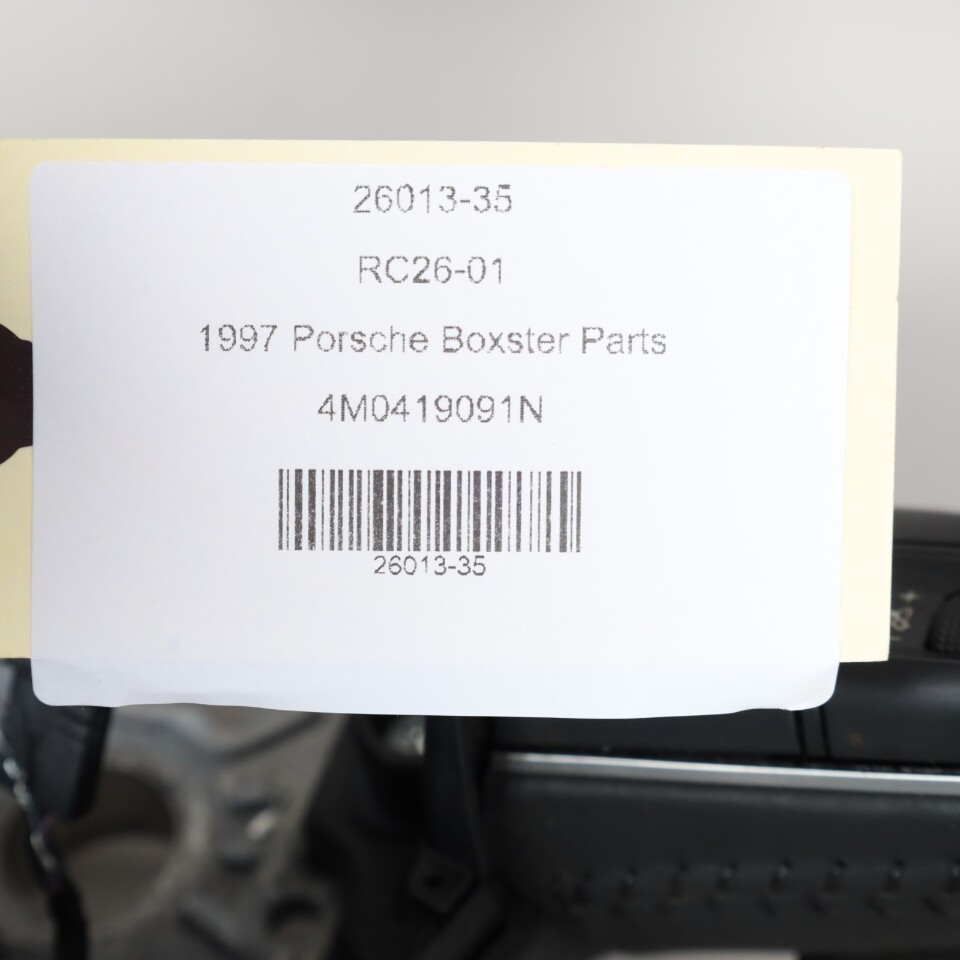 26013-35
RC26-01
1997 Porsche Boxster Parts
4M0419091N
26013-35